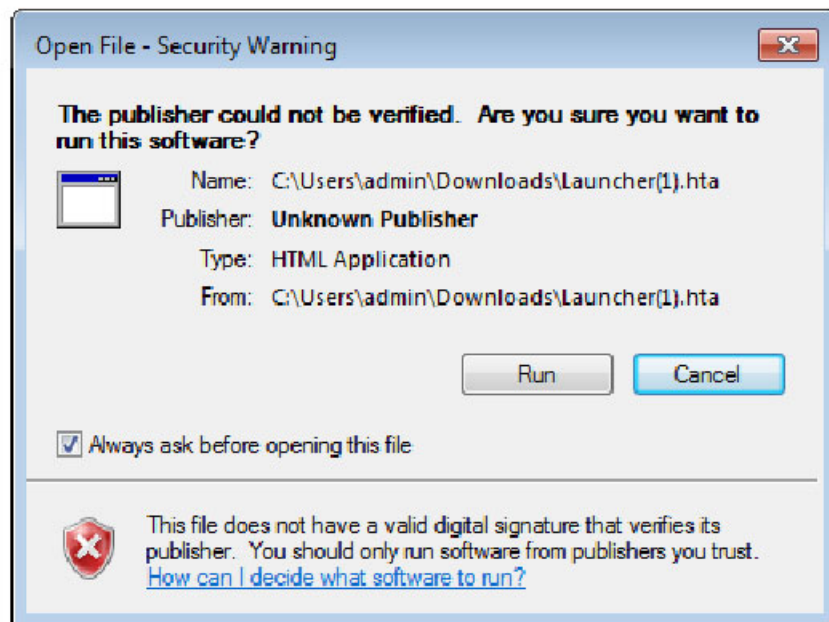 Open File - Security Warning
The publisher could not be verified. Are you sure you want to
run this software?
Name: C:\Users\admin\Downloads\Launcher(1).hta
Publisher: Unknown Publisher
Type: HTML Application
From: C:\Users\admin\Downloads\Launcher(1).hta
Run Cancel
Always ask before opening this file
This file does not have a valid digital signature that verifies its
publisher. You should only run software from publishers you trust.
How can I decide what software to run?